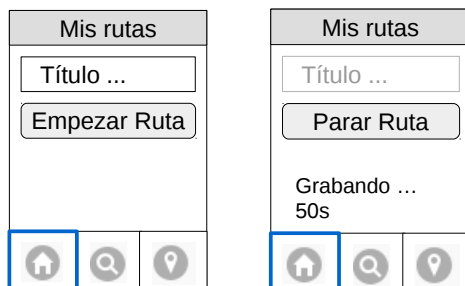 Mis rutas
Título ...
Empezar Ruta
Mis rutas
Título ...
Parar Ruta
Grabando ...
50s